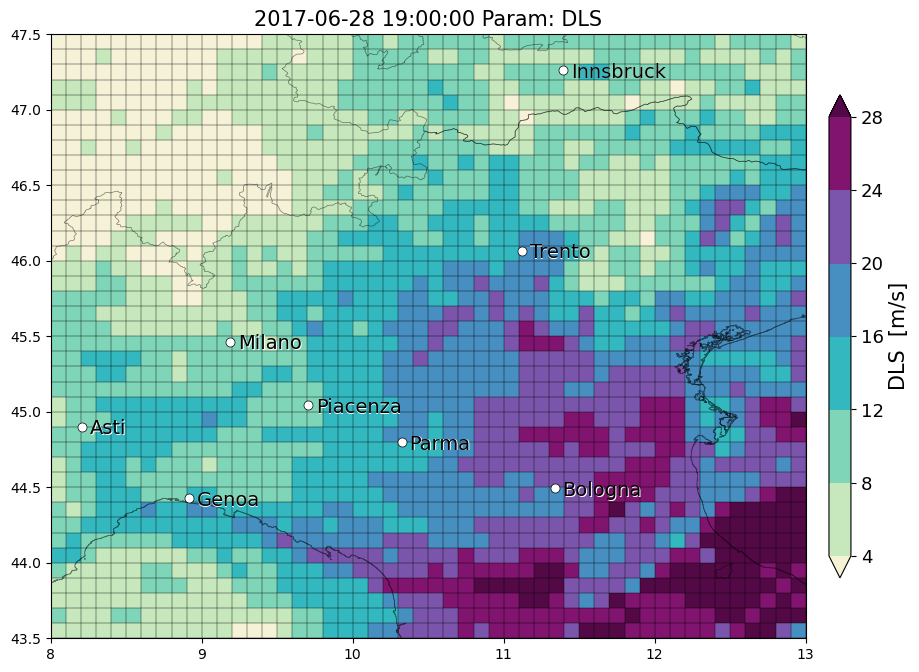 2017-06-28 19:00:00 Param: DLS
47.5
47.0
46.5
46.0
45.5
45.0
44.5
44.0
43.5
8
9
10
11
12
13
Innsbruck
Trento
Milano
Piacenza
Asti
Parma
Genoa
Bologna
28
24
20
16
12
8
4
DLS [m/s]